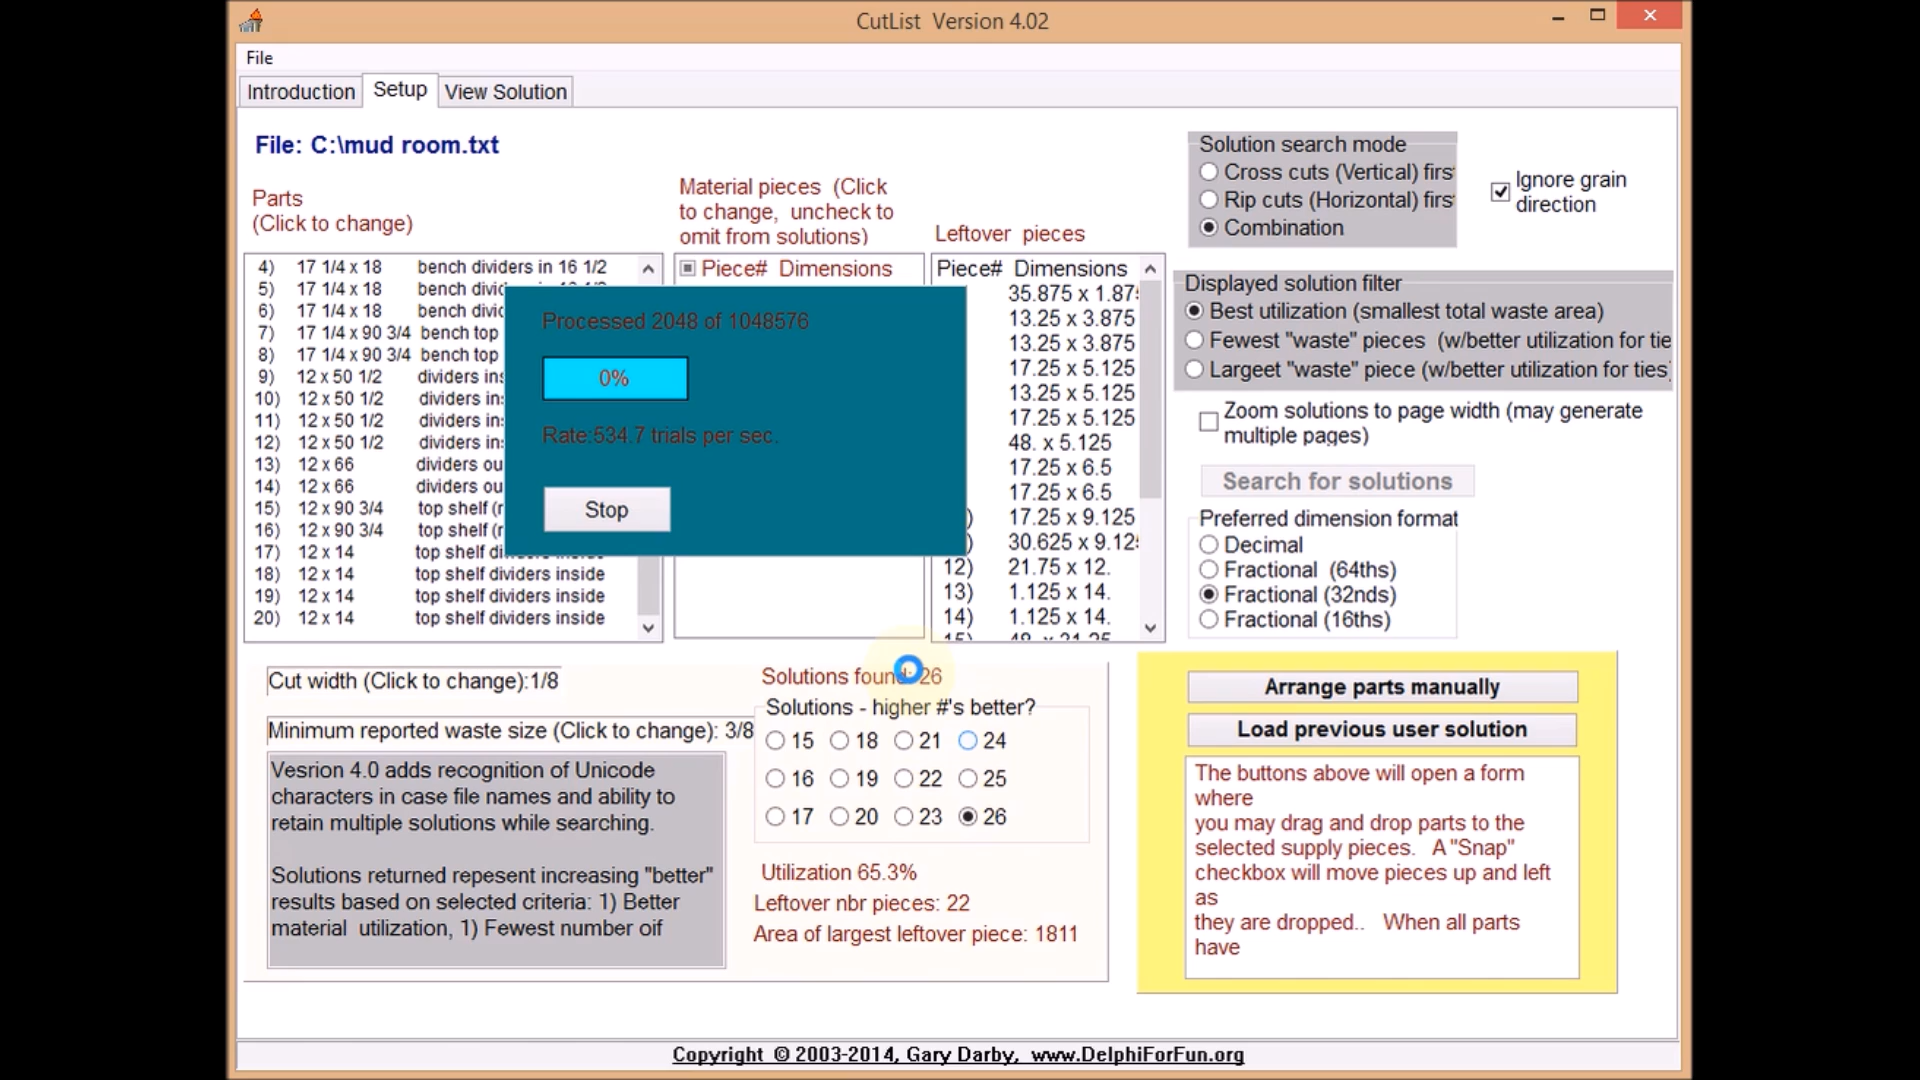 CutList Version 4.02
File
Introduction
Setup
View Solution
File: C:\mud room.txt
Parts
(Click to change)
4) 17 1/4 x 18 bench dividers in 16 1/2
5) 17 1/4 x 18 bench
6) 17 1/4 x 18 bench
7) 17 1/4 x 90 3/4 bench top
8) 17 1/4 x 90 3/4 bench top
9) 12 x 50 1/2 dividers
10) 12 x 50 1/2 dividers
11) 12 x 50 1/2 dividers
12) 12 x 50 1/2 dividers
13) 12 x 66 dividers
14) 12 x 66 dividers
15) 12 x 90 3/4 top shelf
16) 12 x 90 3/4 top shelf
17) 12 x 14 top shelf
18) 12 x 14 top shelf dividers inside
19) 12 x 14 top shelf dividers inside
20) 12 x 14 top shelf dividers inside
Material pieces (Click
to change, uncheck to
omit from solutions)
Piece# Dimensions
Processed 2048 of 1048576
0%
Rate:534.7 trials per sec.
Stop
Leftover pieces
Piece# Dimensions
35.875 x 1.87
13.25 x 3.875
13.25 x 3.875
17.25 x 5.125
13.25 x 5.125
17.25 x 5.125
48. x 5.125
17.25 x 6.5
17.25 x 6.5
) 17.25 x 9.125
) 30.625 x 9.12
12) 21.75 x 12.
13) 1.125 x 14.
14) 1.125 x 14.
15) 48. x 21.25
Solution search mode
Cross cuts (Vertical) firs
Rip cuts (Horizontal) firs
Combination
Ignore grain
direction
Displayed solution filter
Best utilization (smallest total waste area)
Fewest "waste" pieces (w/better utilization for tie
Largeet "waste" piece (w/better utilization for ties)
Zoom solutions to page width (may generate
multiple pages)
Search for solutions
Preferred dimension format
Decimal
Fractional (64ths)
Fractional (32nds)
Fractional (16ths)
Cut width (Click to change):1/8
Minimum reported waste size (Click to change): 3/8
Vesrion 4.0 adds recognition of Unicode
characters in case file names and ability to
retain multiple solutions while searching.
Solutions returned repesent increasing "better"
results based on selected criteria: 1) Better
material utilization, 1) Fewest number oif
Solutions found: 26
Solutions - higher #'s better?
15 18 21 24
16 19 22 25
17 20 23 26
Utilization 65.3%
Leftover nbr pieces: 22
Area of largest leftover piece: 1811
Arrange parts manually
Load previous user solution
The buttons above will open a form
where
you may drag and drop parts to the
selected supply pieces. A "Snap"
checkbox will move pieces up and left
as
they are dropped.. When all parts
have
Copyright © 2003-2014, Gary Darby, www.DelphiForFun.org